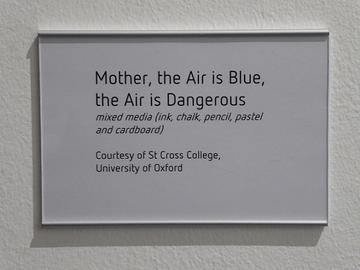 Mother, the Air is Blue,
the Air is Dangerous
mixed media (ink, chalk, pencil, pastel
and cardboard)
Courtesy of St Cross College,
University of Oxford